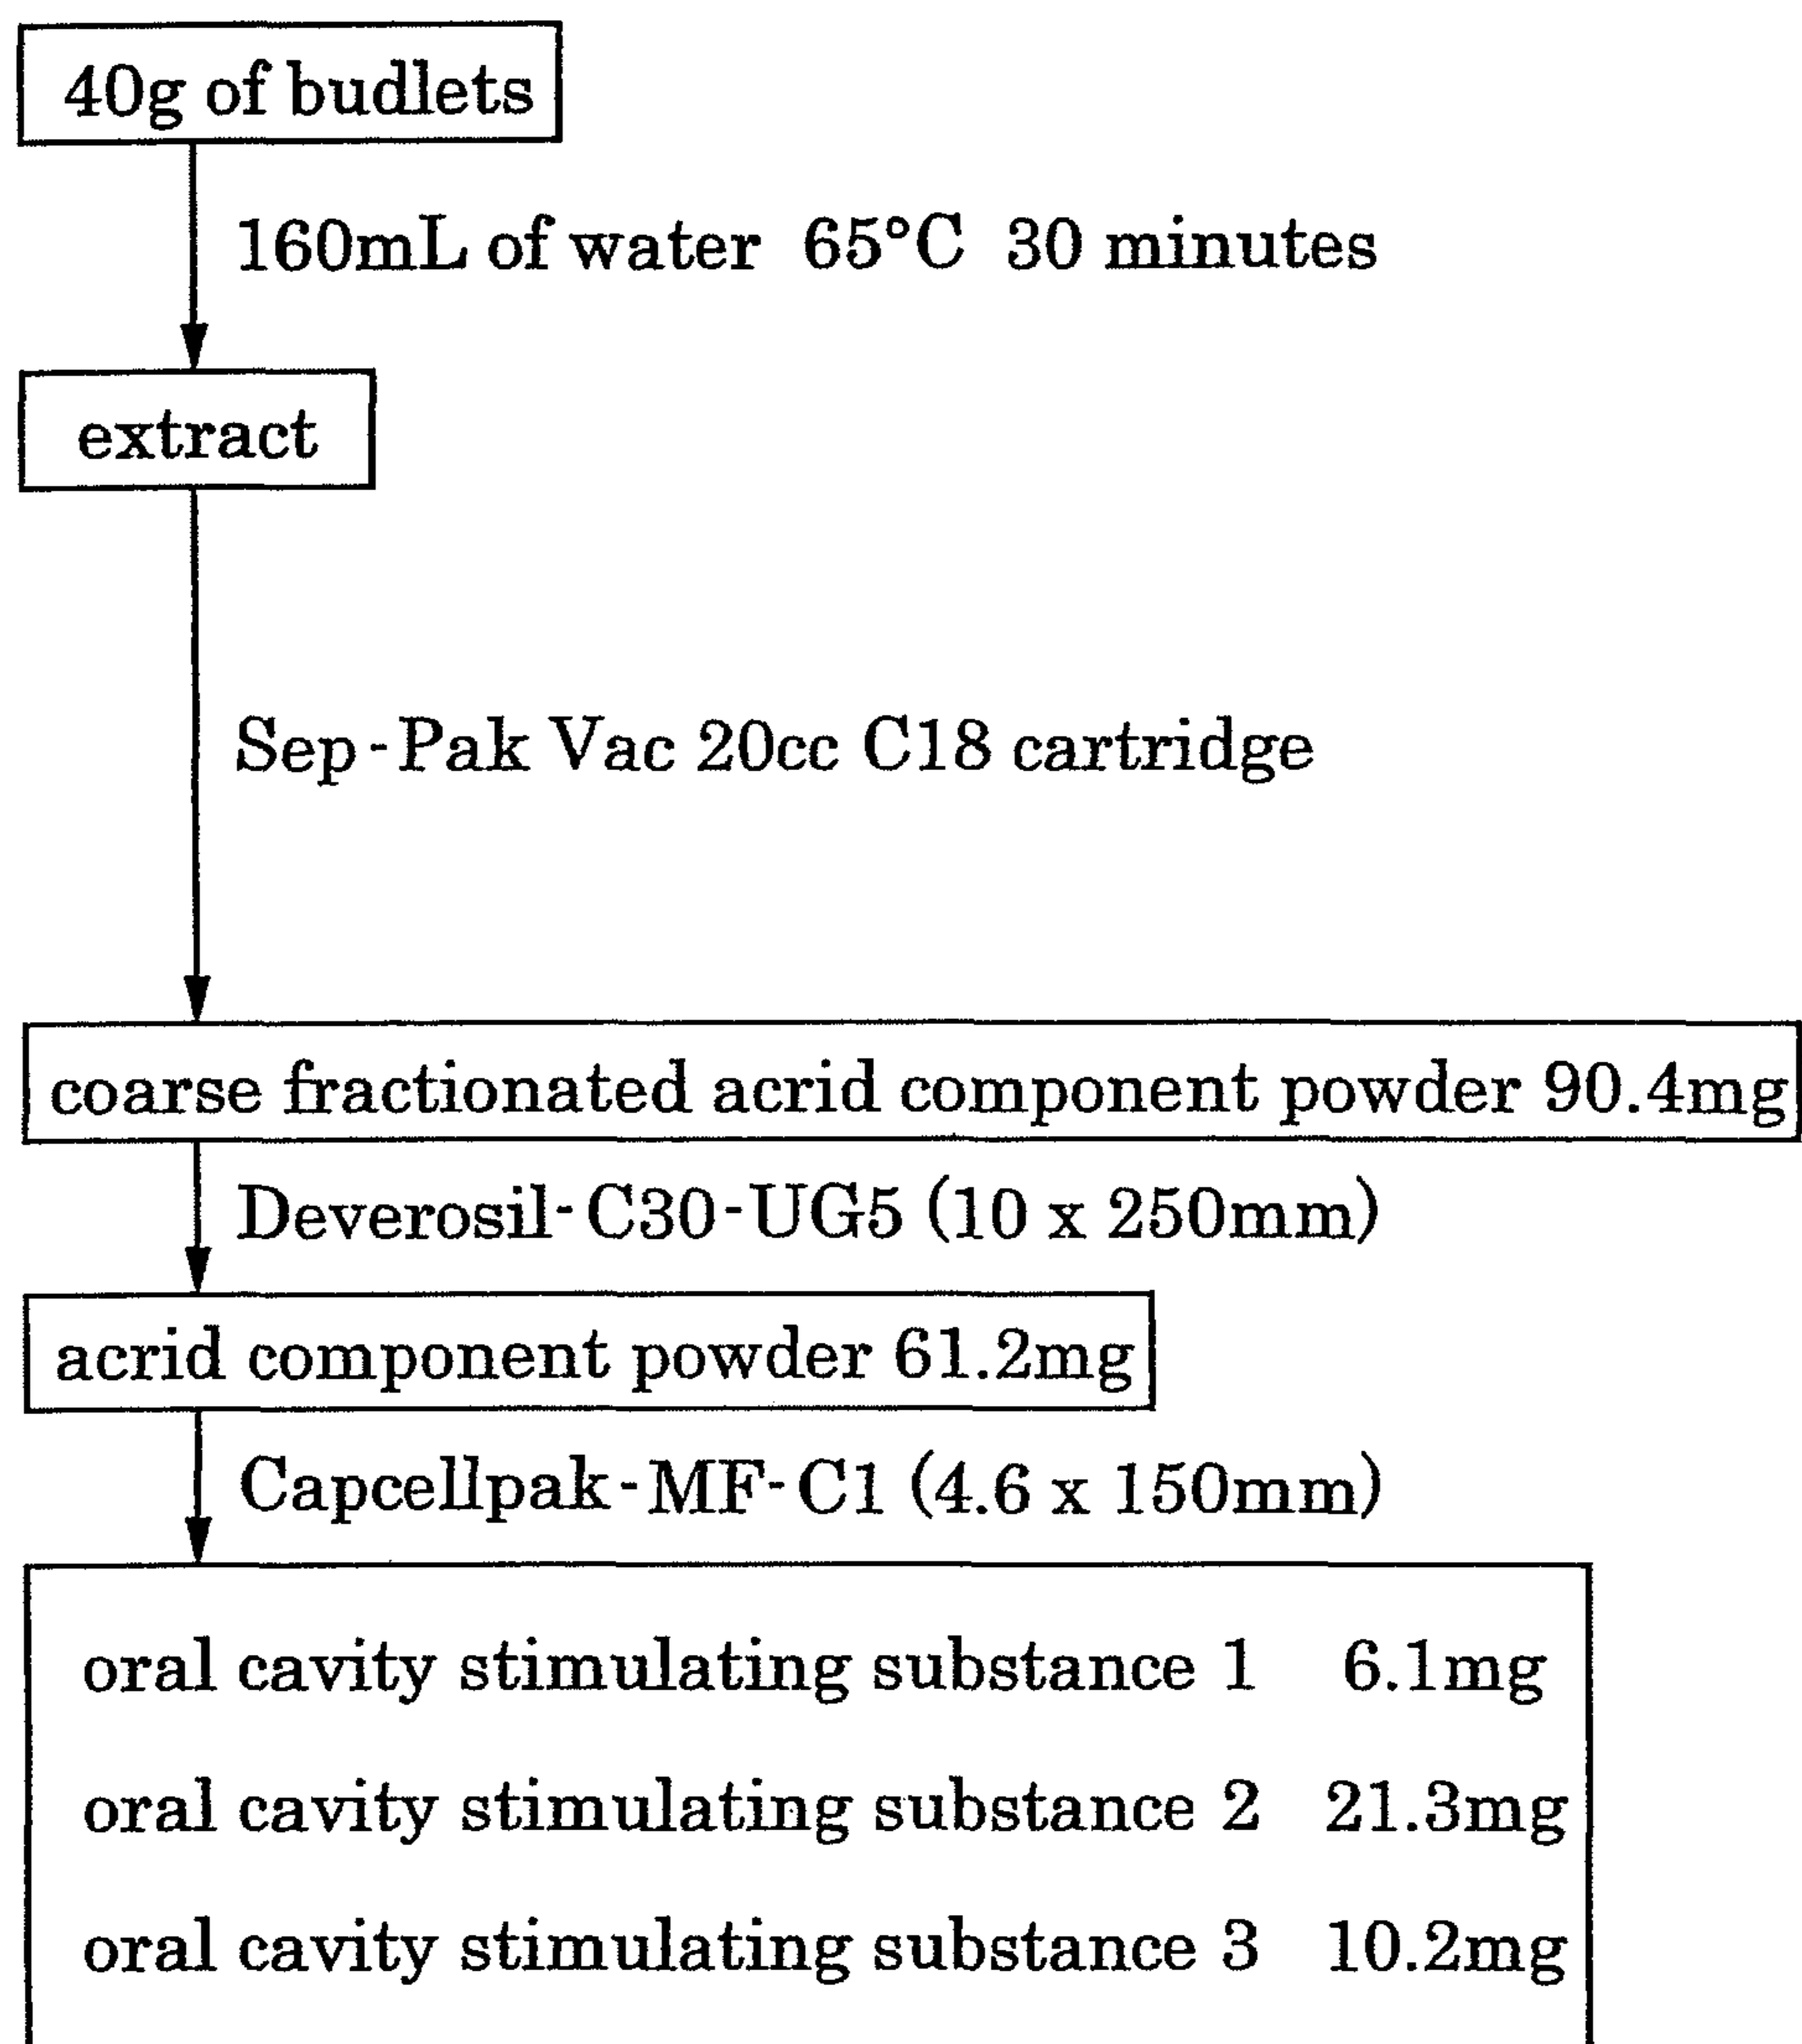 40g of budlets
160mL of water 65°C 30 minutes
extract
Sep-Pak Vac 20cc C18 cartridge
coarse fractionated acrid component powder 90.4mg
Deverosil-C30-UG5 (10 x 250mm)
acrid component powder 61.2mg
Capcellpak-MF-C1 (4.6 x 150mm)
oral cavity stimulating substance 1 6.1mg
oral cavity stimulating substance 2 21.3mg
oral cavity stimulating substance 3 10.2mg